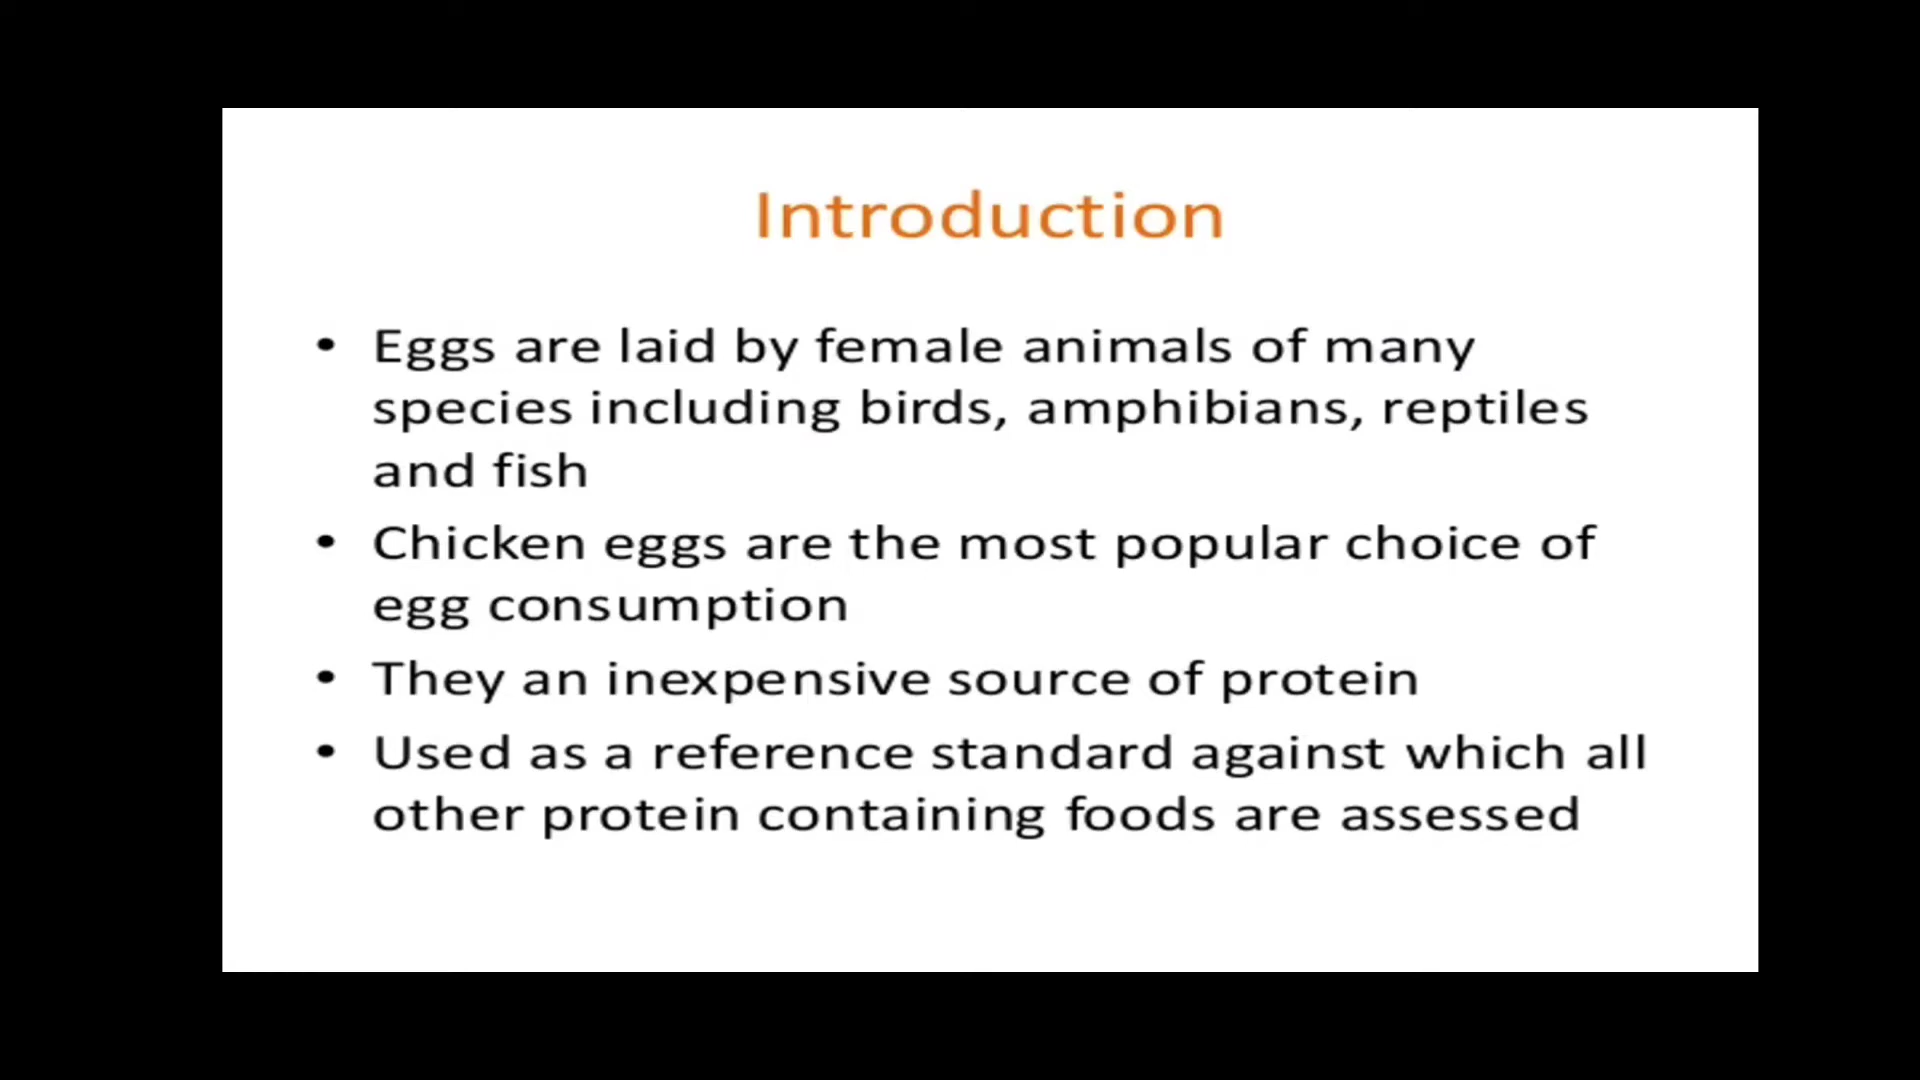 Introduction
• Eggs are laid by female animals of many
species including birds, amphibians, reptiles
and fish
• Chicken eggs are the most popular choice of
egg consumption
• They an inexpensive source of protein
• Used as a reference standard against which all
other protein containing foods are assessed